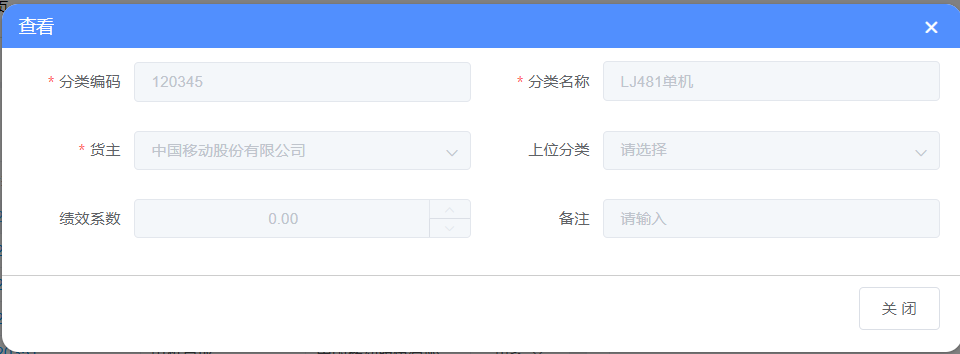 查看
* 分类编码 120345 * 分类名称 LJ481单机
* 货主 中国移动股份有限公司 上位分类 请选择
绩效系数 0.00 备注 请输入
关 闭